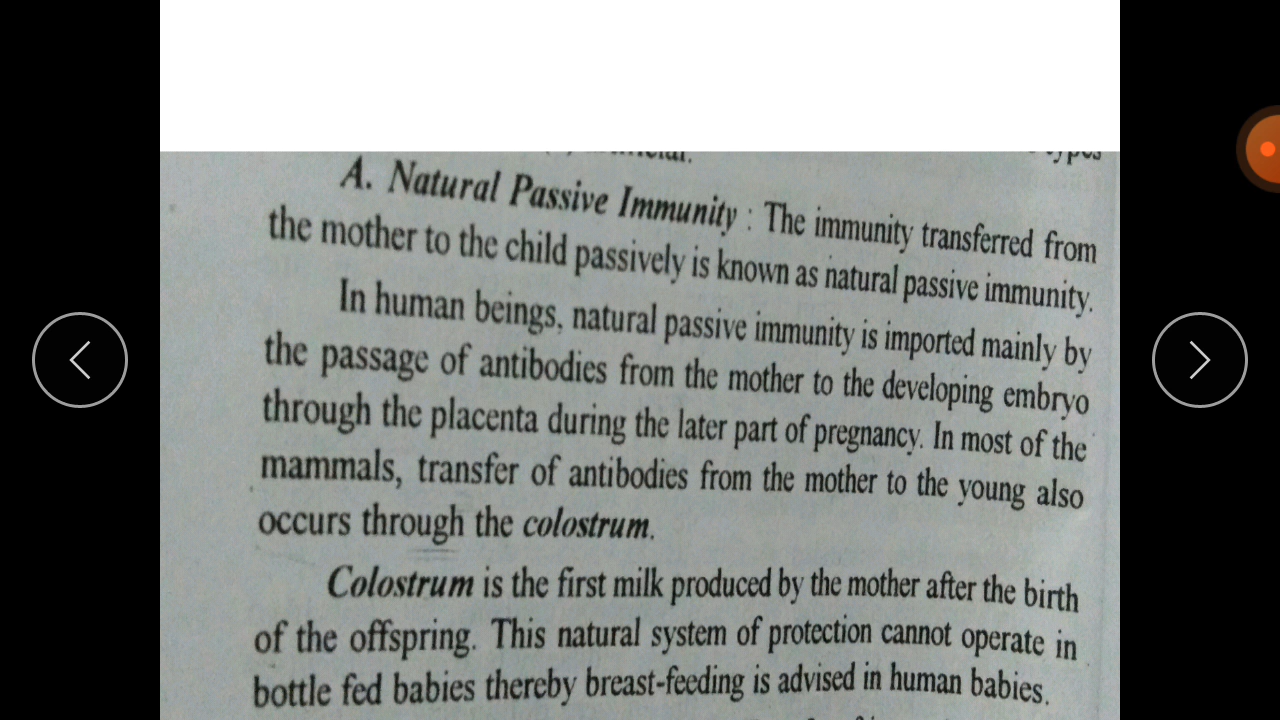 A. Natural Passive Immunity : The immunity transferred from
the mother to the child passively is known as natural passive immunity.
In human beings, natural passive immunity is imported mainly by
the passage of antibodies from the mother to the developing embryo
through the placenta during the later part of pregnancy. In most of the
mammals, transfer of antibodies from the mother to the young also
occurs through the colostrum.
Colostrum is the first milk produced by the mother after the birth
of the offspring. This natural system of protection cannot operate in
bottle fed babies thereby breast-feeding is advised in human babies.